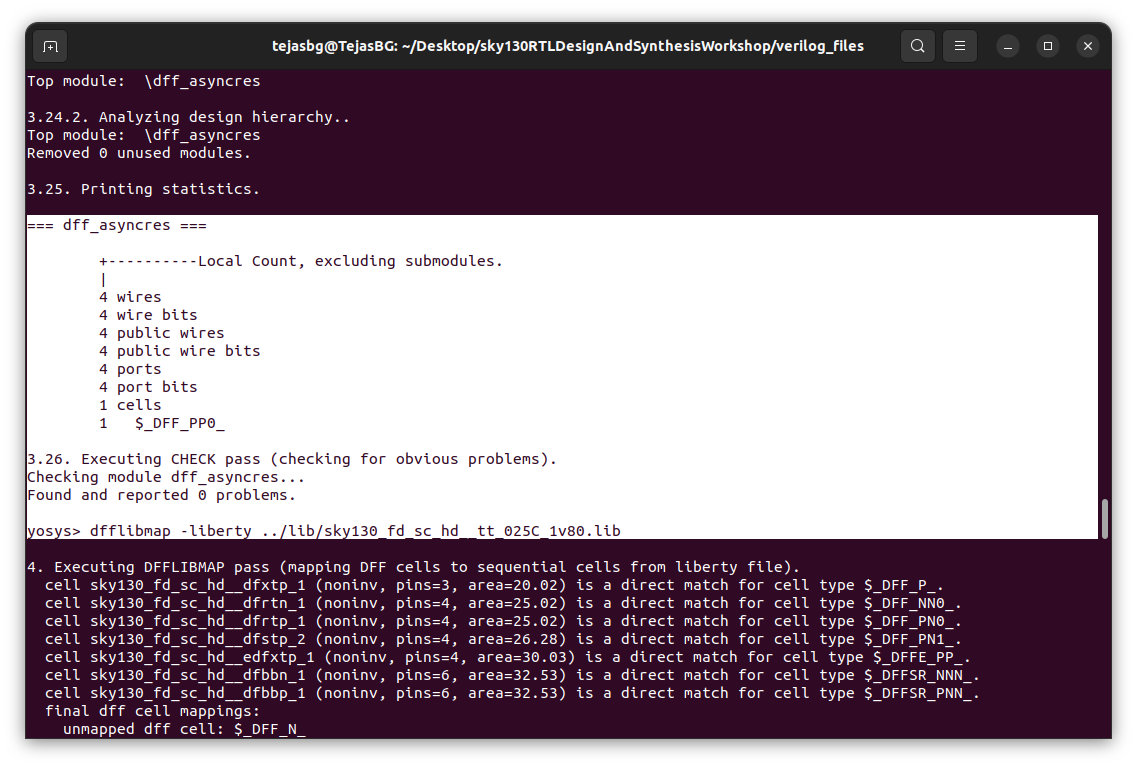 tejasbg@TejasBG: ~/Desktop/sky130RTLDesignAndSynthesisWorkshop/verilog_files
Top module:  \dff_asyncres
3.24.2. Analyzing design hierarchy..
Top module:  \dff_asyncres
Removed 0 unused modules.
3.25. Printing statistics.
=== dff_asyncres ===
+----------Local Count, excluding submodules.
|
4 wires
4 wire bits
4 public wires
4 public wire bits
4 ports
4 port bits
1 cells
1   $_DFF_PP0_
3.26. Executing CHECK pass (checking for obvious problems).
Checking module dff_asyncres...
Found and reported 0 problems.
yosys> dfflibmap -liberty ../lib/sky130_fd_sc_hd__tt_025C_1v80.lib
4. Executing DFFLIBMAP pass (mapping DFF cells to sequential cells from liberty file).
cell sky130_fd_sc_hd__dfxtp_1 (noninv, pins=3, area=20.02) is a direct match for cell type $_DFF_P_.
cell sky130_fd_sc_hd__dfrtn_1 (noninv, pins=4, area=25.02) is a direct match for cell type $_DFF_NN0_.
cell sky130_fd_sc_hd__dfrtp_1 (noninv, pins=4, area=25.02) is a direct match for cell type $_DFF_PN0_.
cell sky130_fd_sc_hd__dfstp_2 (noninv, pins=4, area=26.28) is a direct match for cell type $_DFF_PN1_.
cell sky130_fd_sc_hd__edfxtp_1 (noninv, pins=4, area=30.03) is a direct match for cell type $_DFFE_PP_.
cell sky130_fd_sc_hd__dfbbn_1 (noninv, pins=6, area=32.53) is a direct match for cell type $_DFFSR_NNN_.
cell sky130_fd_sc_hd__dfbbp_1 (noninv, pins=6, area=32.53) is a direct match for cell type $_DFFSR_PNN_.
final dff cell mappings:
unmapped dff cell: $_DFF_N_